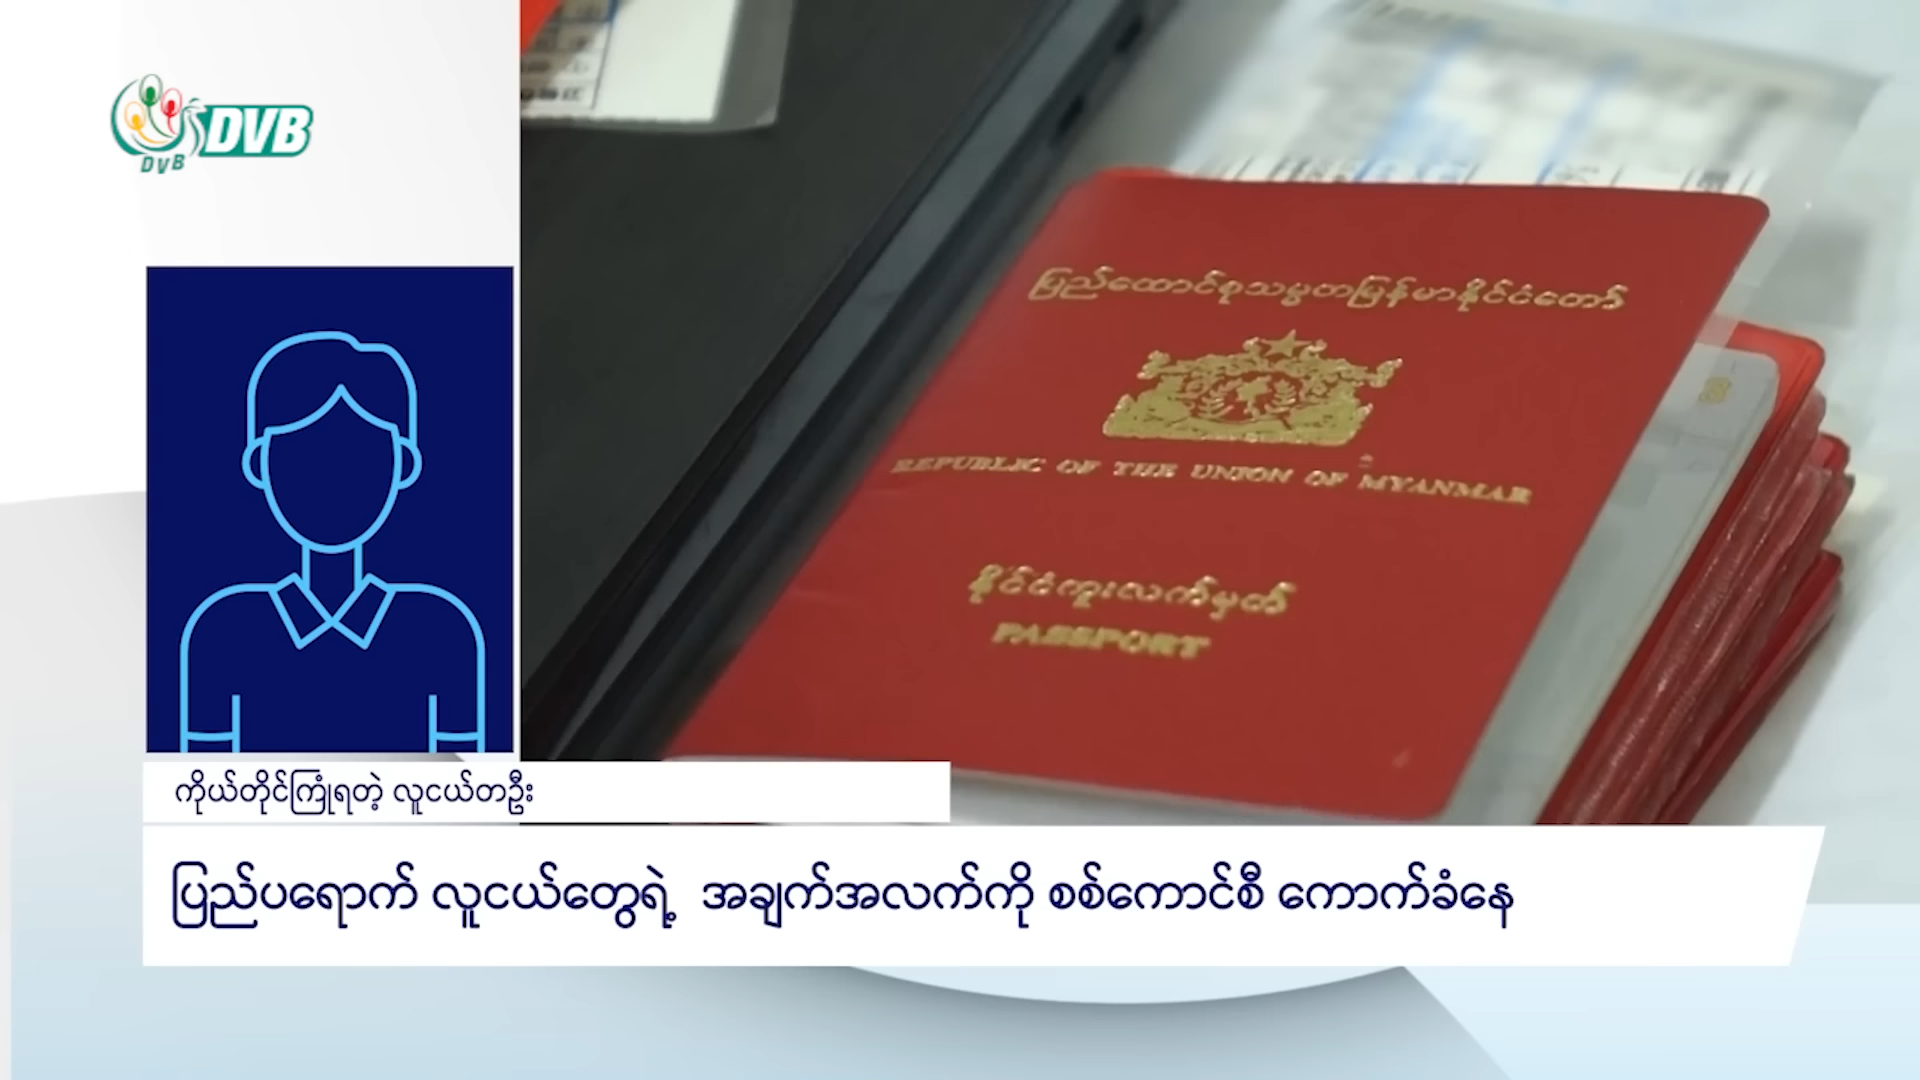 DVB
DVB
ပြည်ထောင်စုသမ္မတမြန်မာနိုင်ငံတော်
REPUBLIC OF THE UNION OF MYANMAR
နိုင်ငံကူးလက်မှတ်
PASSPORT
ကိုယ်တိုင်ကြုံရတဲ့ လူငယ်တဦး
ပြည်ပရောက် လူငယ်တွေရဲ့ အချက်အလက်ကို စစ်ကောင်စီ ကောက်ခံနေ